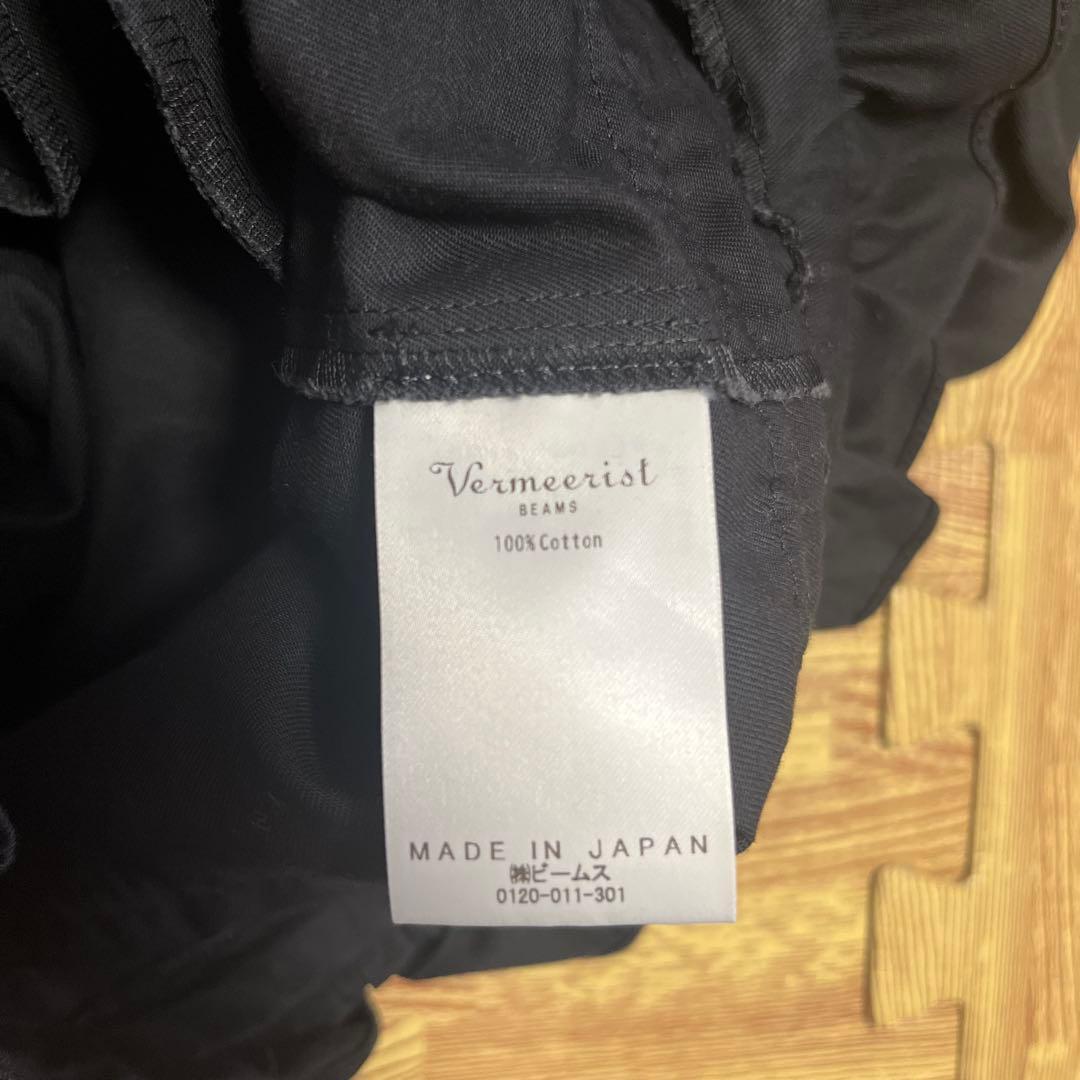 Vermeerist
BEAMS
100%Cotton
MADE IN JAPAN
㈱ビームス
0120-011-301